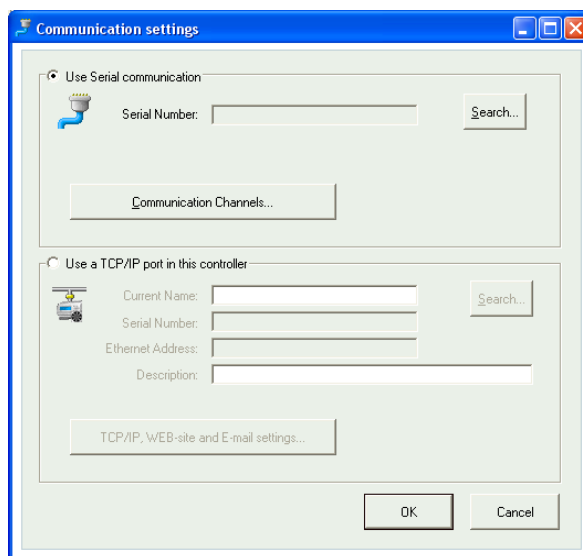 Communication settings
Use Serial communication
Serial Number:
Search...
Communication Channels...
Use a TCP/IP port in this controller
Current Name:
Search...
Serial Number:
Ethernet Address:
Description:
TCP/IP, WEB-site and E-mail settings...
OK
Cancel